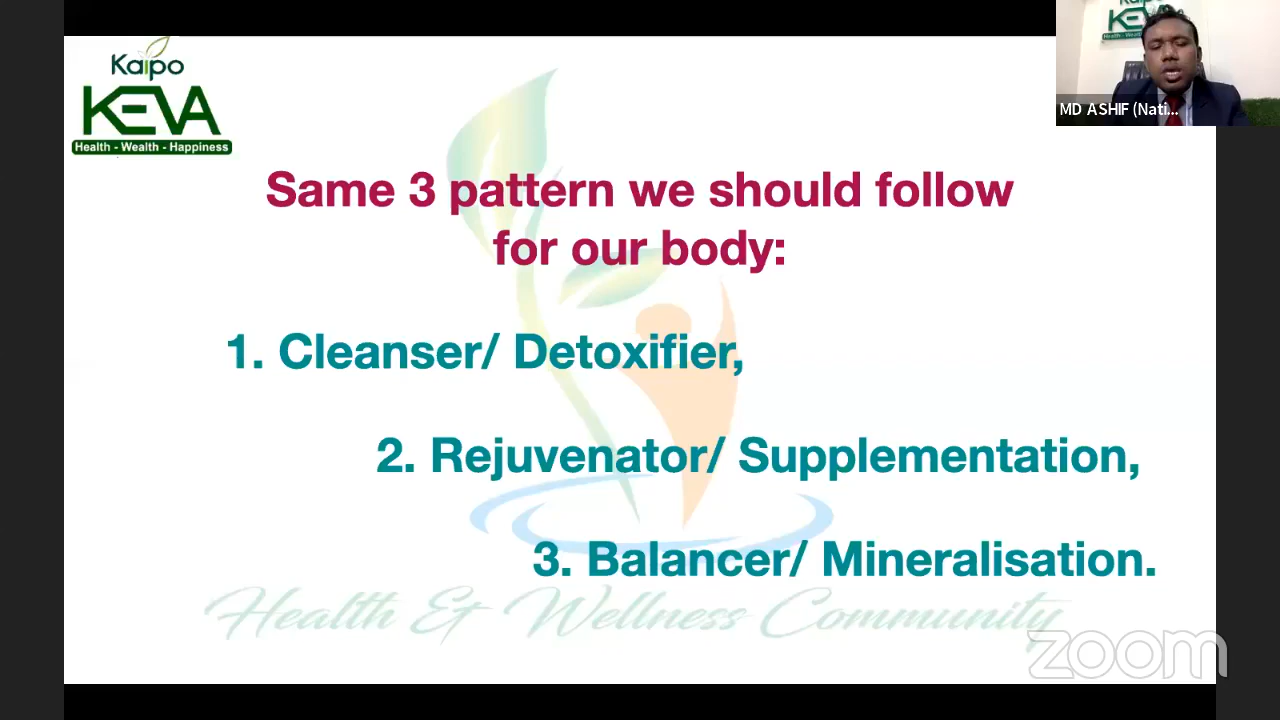 Kaipo
KEVA
Health - Wealth - Happiness
KEVA
MD ASHIF (Nati...
Same 3 pattern we should follow
for our body:
1. Cleanser/ Detoxifier,
2. Rejuvenator/ Supplementation,
3. Balancer/ Mineralisation.
Health & Wellness Community
zoom